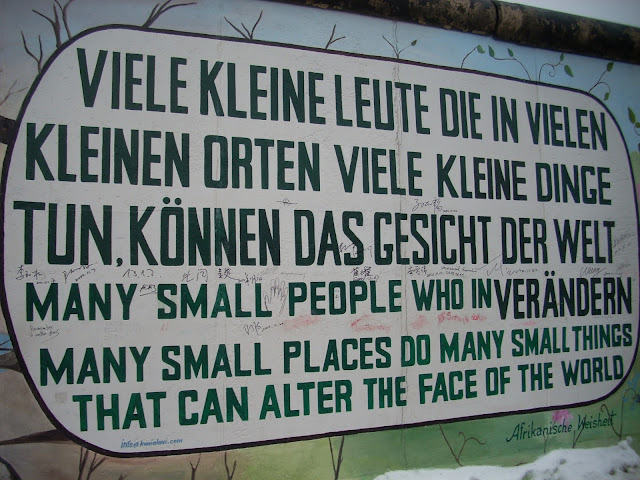 VIELE KLEINE LEUTE DIE IN VIELEN
KLEINEN ORTEN VIELE KLEINE DINGE
TUN, KÖNNEN DAS GESICHT DER WELT
VERÄNDERN
MANY SMALL PEOPLE WHO IN
MANY SMALL PLACES DO MANY SMALL THINGS
THAT CAN ALTER THE FACE OF THE WORLD
Afrikanische Weisheit